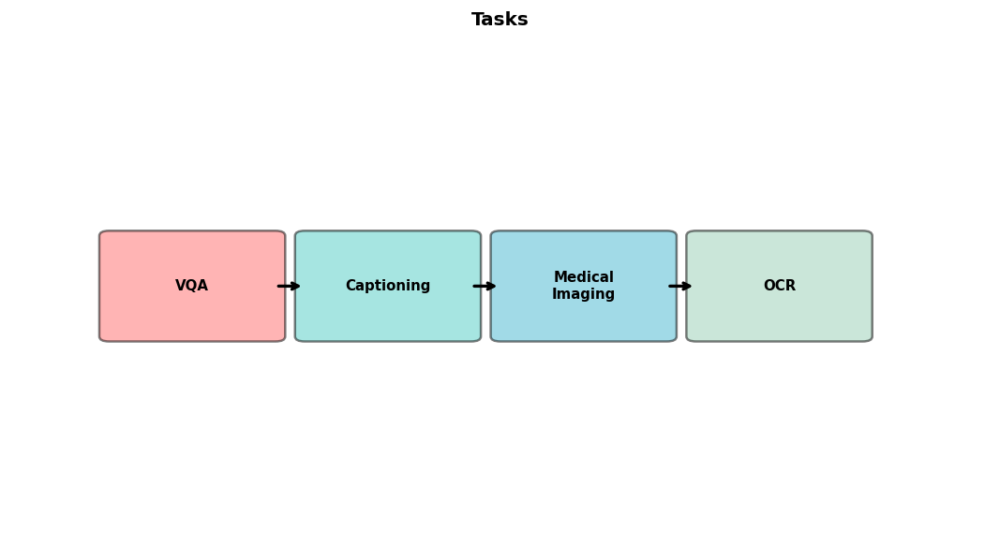 Tasks
VQA
Captioning
Medical
Imaging
OCR